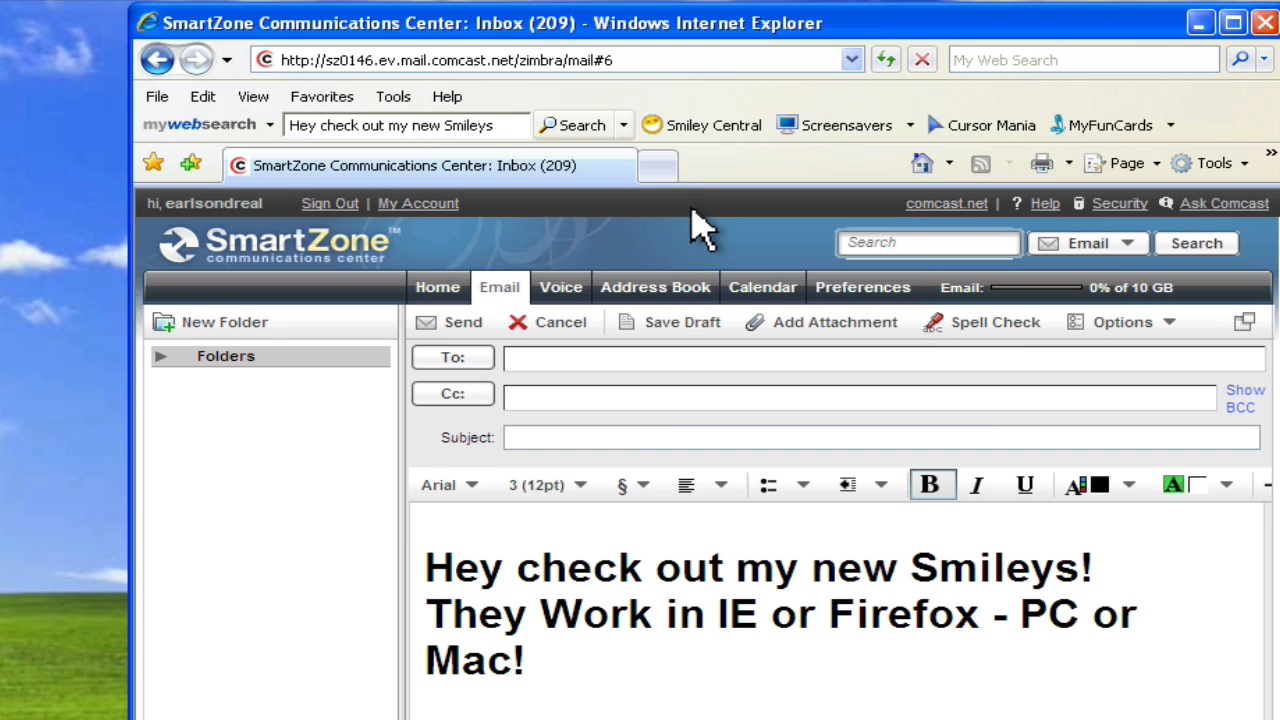 SmartZone Communications Center: Inbox (209) - Windows Internet Explorer
http://sz0146.ev.mail.comcast.net/zimbra/mail#6 My Web Search
File Edit View Favorites Tools Help
mywebsearch Hey check out my new Smileys Search Smiley Central Screensavers Cursor Mania MyFunCards
SmartZone Communications Center: Inbox (209) Page Tools
hi, earlsondreal Sign Out | My Account comcast.net | ? Help Security Ask Comcast
SmartZone™ Search Email Search
communications center
Home Email Voice Address Book Calendar Preferences Email: 0% of 10 GB
New Folder Send Cancel Save Draft Add Attachment Spell Check Options
Folders To:
Cc: Show
BCC
Subject:
Arial 3 (12pt) § B I U A A
Hey check out my new Smileys!
They Work in IE or Firefox - PC or
Mac!